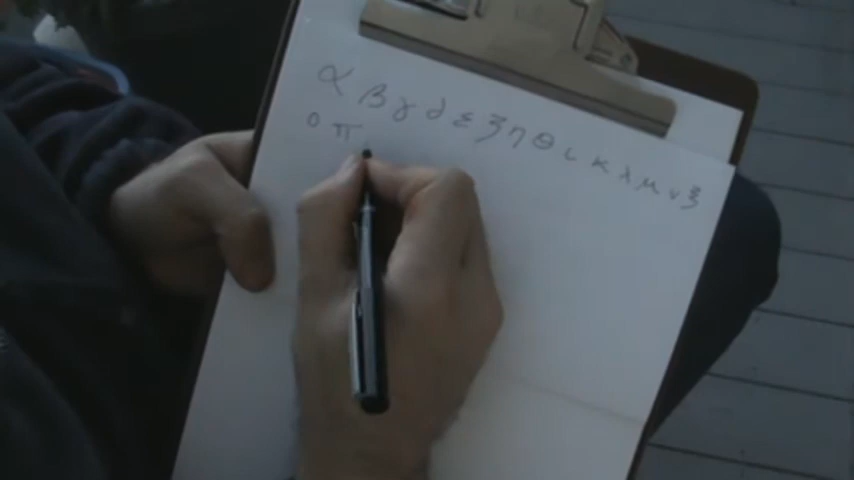 α β γ δ ε ζ η θ ι κ λ μ ν ξ
ο π